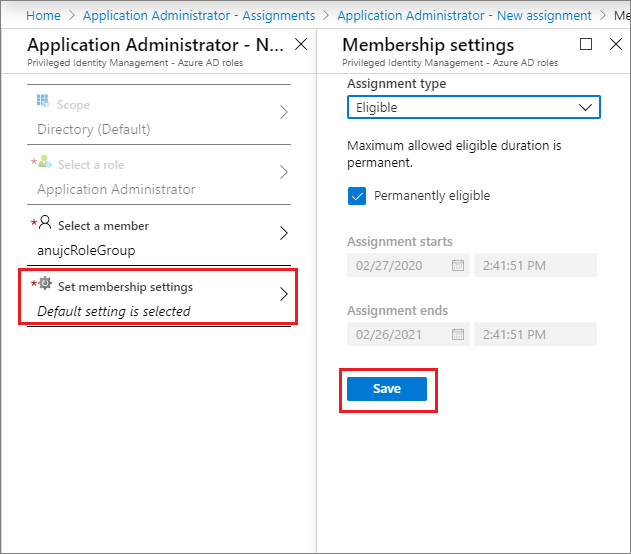 Home > Application Administrator - Assignments > Application Administrator - New assignment > Me
Application Administrator - N...
Privileged Identity Management - Azure AD roles
Scope
Directory (Default)
* Select a role
Application Administrator
* Select a member
anujcRoleGroup
* Set membership settings
Default setting is selected
Membership settings
Privileged Identity Management - Azure AD roles
Assignment type
Eligible
Maximum allowed eligible duration is
permanent.
Permanently eligible
Assignment starts
02/27/2020 2:41:51 PM
Assignment ends
02/26/2021 2:41:51 PM
Save